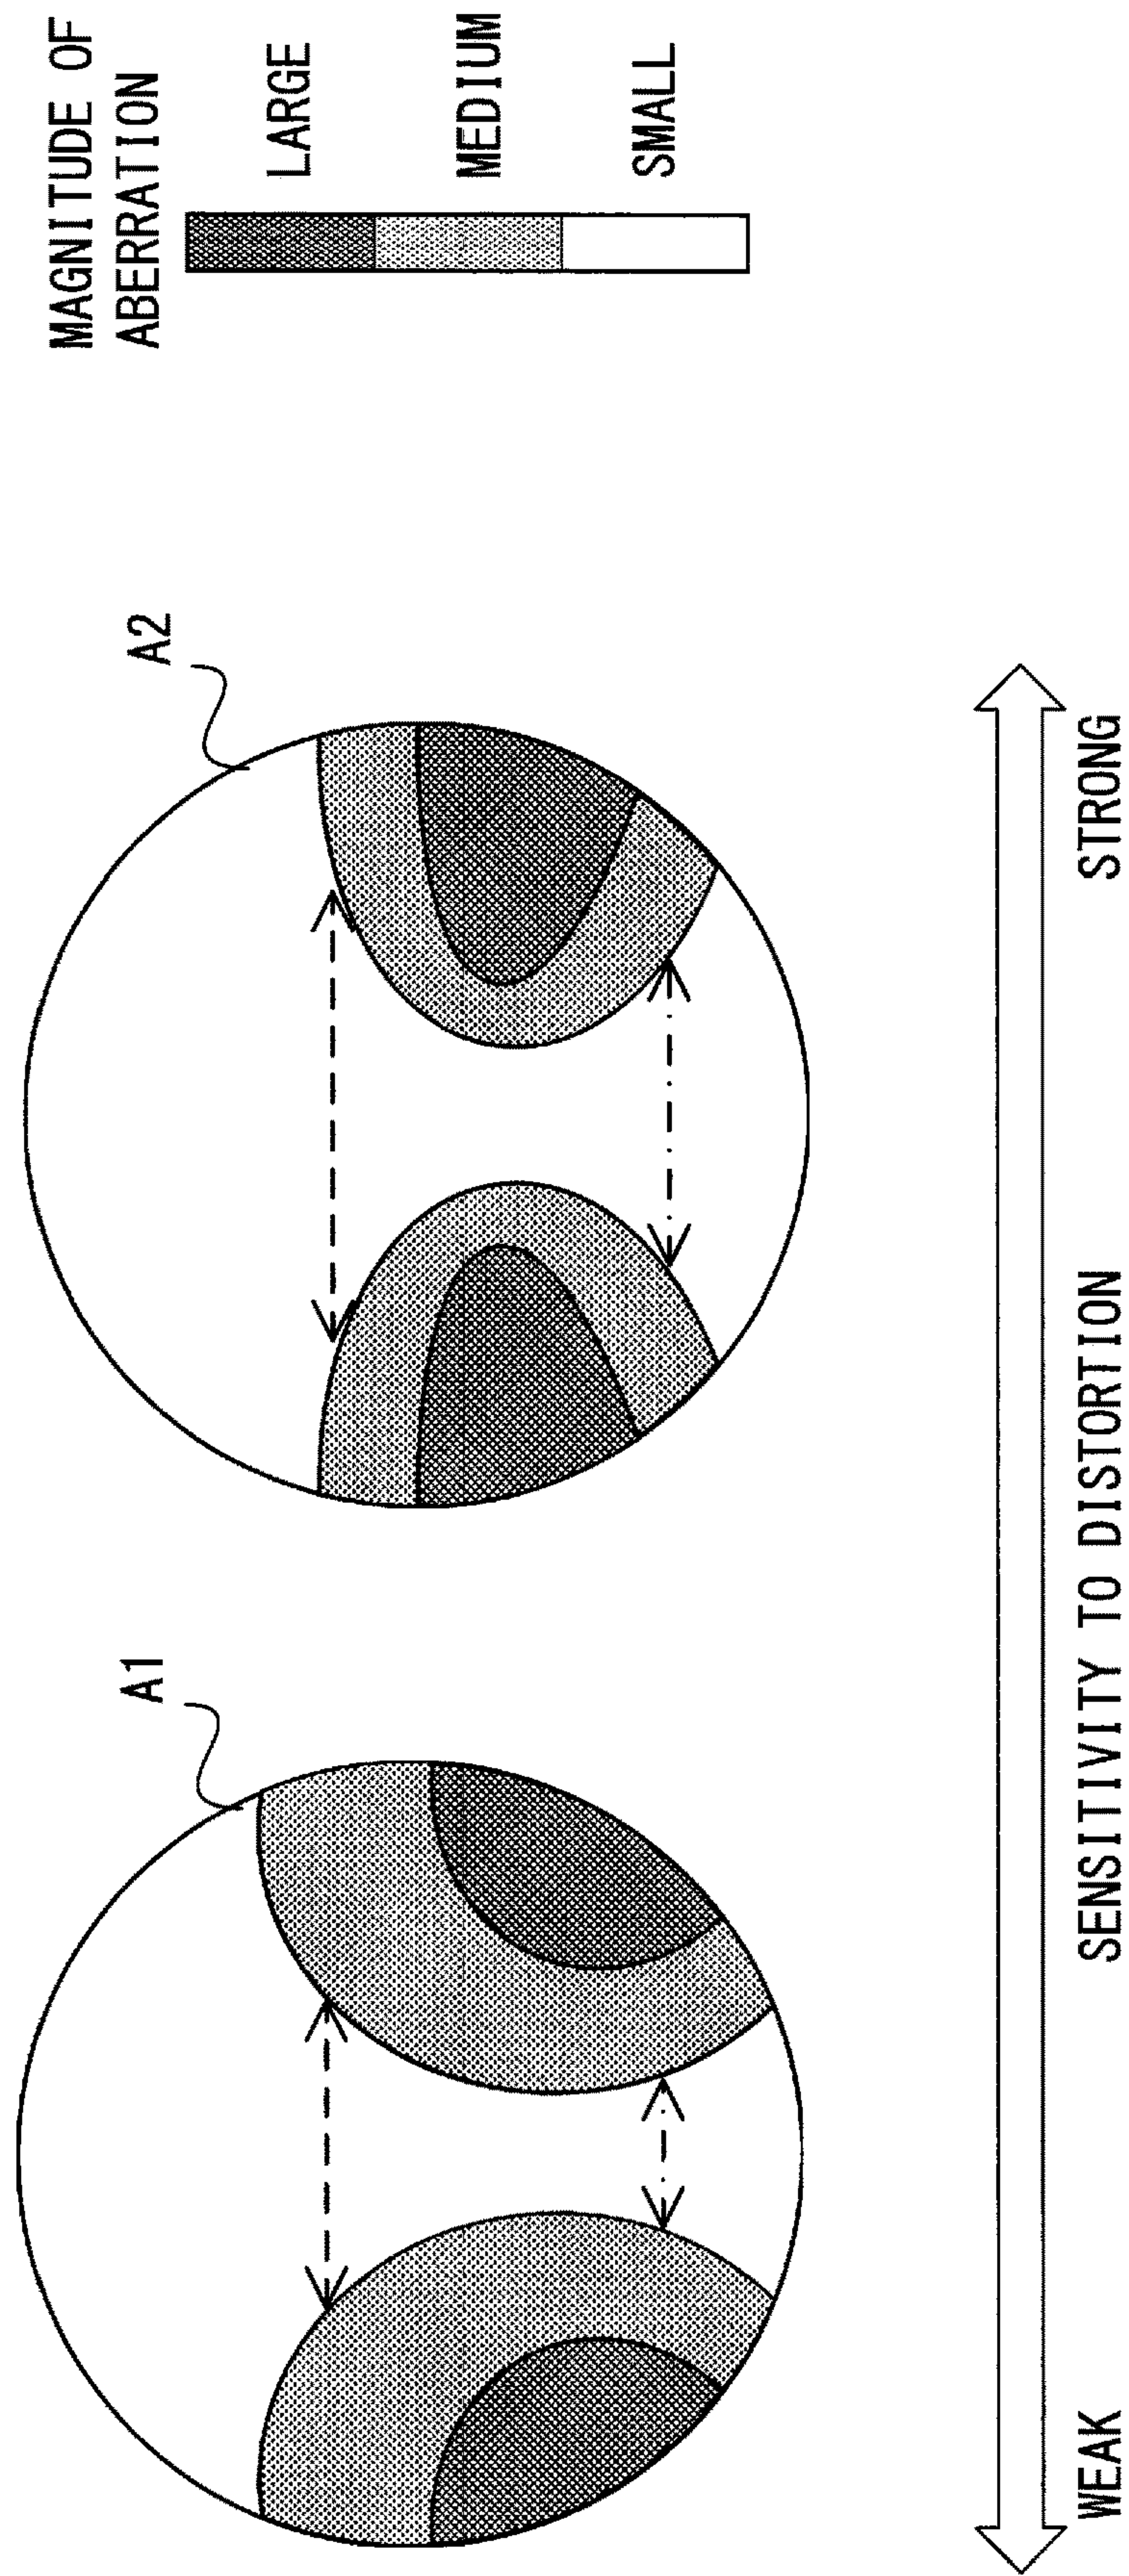 MAGNITUDE OF
ABERRATION
LARGE
MEDIUM
SMALL
A1
A2
WEAK
SENSITIVITY TO DISTORTION
STRONG